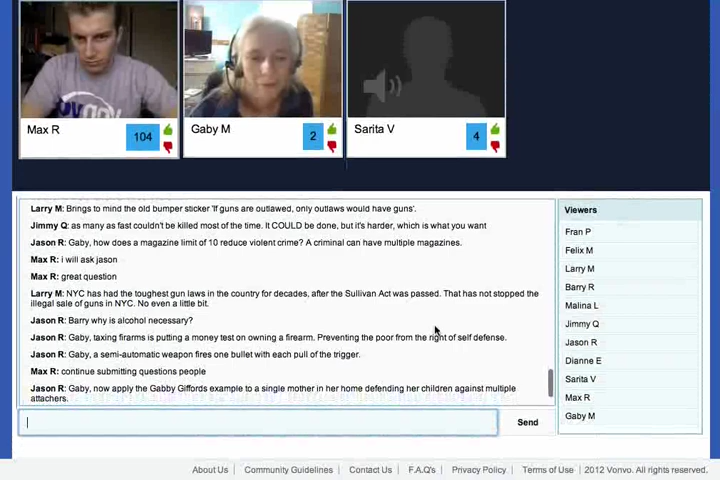 Max R
104
Gaby M
2
Sarita V
4
Larry M: Brings to mind the old bumper sticker 'If guns are outlawed, only outlaws would have guns'.
Jimmy Q: as many as fast couldn't be killed most of the time. It COULD be done, but it's harder, which is what you want
Jason R: Gaby, how does a magazine limit of 10 reduce violent crime? A criminal can have multiple magazines.
Max R: i will ask jason
Max R: great question
Larry M: NYC has had the toughest gun laws in the country for decades, after the Sullivan Act was passed. That has not stopped the
illegal sale of guns in NYC. No even a little bit.
Jason R: Barry why is alcohol necessary?
Jason R: Gaby, taxing firarms is putting a money test on owning a firearm. Preventing the poor from the right of self defense.
Jason R: Gaby, a semi-automatic weapon fires one bullet with each pull of the trigger.
Max R: continue submitting questions people
Jason R: Gaby, now apply the Gabby Giffords example to a single mother in her home defending her children against multiple
attachers.
Send
Viewers
Fran P
Felix M
Larry M
Barry R
Malina L
Jimmy Q
Jason R
Dianne E
Sarita V
Max R
Gaby M
About Us | Community Guidelines | Contact Us | F.A.Q's | Privacy Policy | Terms of Use | 2012 Vonvo. All rights reserved.